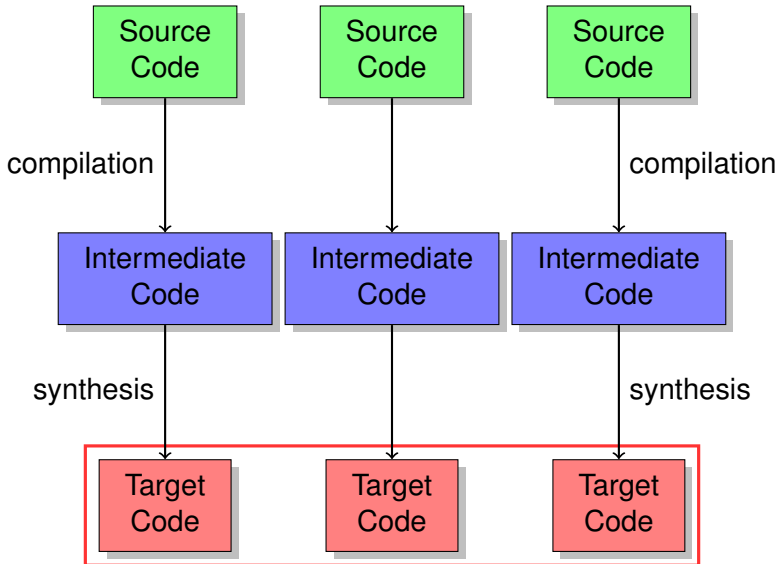 Source Source Source
Code Code Code
compilation compilation
Intermediate Intermediate Intermediate
Code Code Code
synthesis synthesis
Target Target Target
Code Code Code